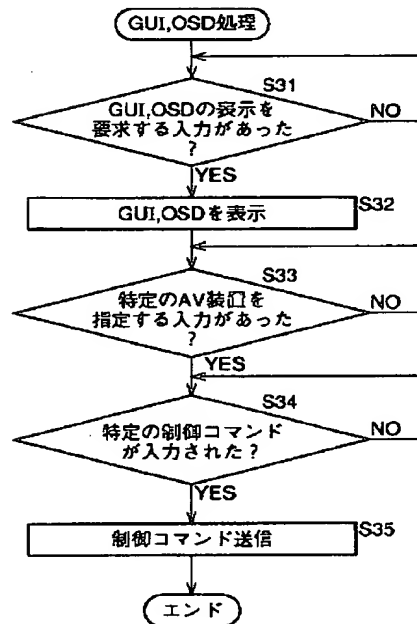 GUI,OSD処理
S31
GUI,OSDの表示を
要求する入力があった
?
NO
YES
GUI,OSDを表示
S32
S33
特定のAV装置を
指定する入力があった
?
NO
YES
S34
特定の制御コマンド
が入力された?
NO
YES
制御コマンド送信
S35
エンド